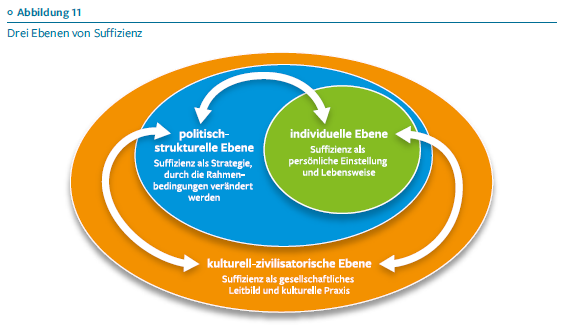 Abbildung 11
Drei Ebenen von Suffizienz
politisch-
strukturelle Ebene
Suffizienz als Strategie,
durch die Rahmen-
bedingungen verändert
werden
individuelle Ebene
Suffizienz als
persönliche Einstellung
und Lebensweise
kulturell-zivilisatorische Ebene
Suffizienz als gesellschaftliches
Leitbild und kulturelle Praxis